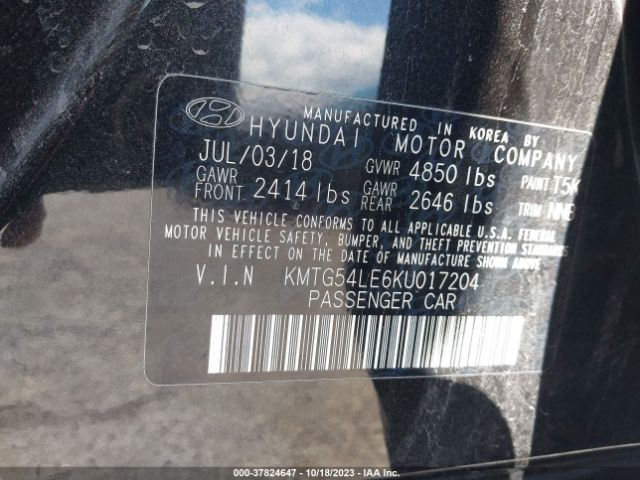 MANUFACTURED IN KOREA BY
HYUNDAI MOTOR COMPANY
JUL/03/18 GVWR 4850 lbs PAINT T5K
GAWR FRONT 2414 lbs GAWR REAR 2646 lbs TRIM NNB
THIS VEHICLE CONFORMS TO ALL APPLICABLE U.S.A. FEDERAL
MOTOR VEHICLE SAFETY, BUMPER, AND THEFT PREVENTION STANDARDS
IN EFFECT ON THE DATE OF MANUFACTURE SHOWN ABOVE
V.I.N KMTG54LE6KU017204
PASSENGER CAR
000-37824647 | 10/18/2023 | IAA Inc.